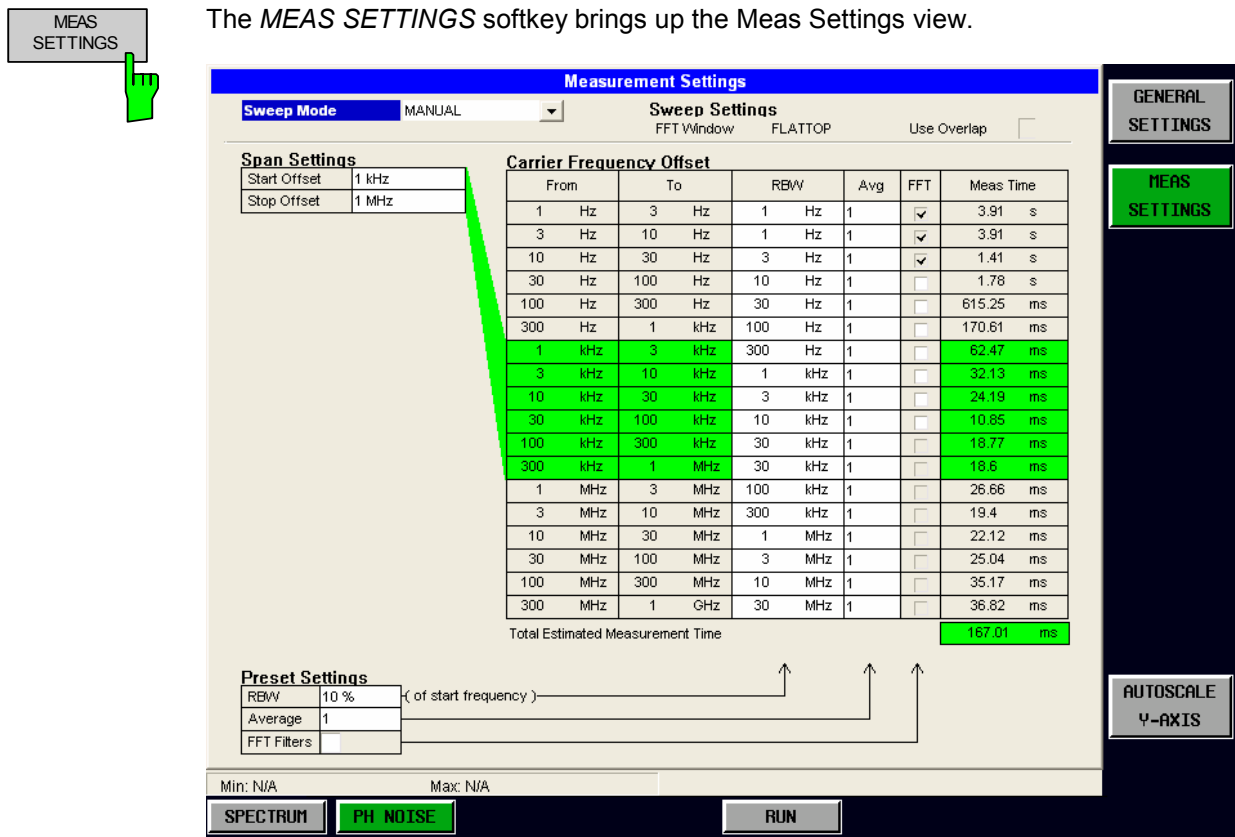 MEAS
SETTINGS
The MEAS SETTINGS softkey brings up the Meas Settings view.
Measurement Settings
Sweep Mode MANUAL Sweep Settings
FFT Window FLATTOP Use Overlap
Span Settings
Start Offset 1 kHz
Stop Offset 1 MHz
Carrier Frequency Offset
From To RBW Avg FFT Meas Time
1 Hz 3 Hz 1 Hz 1 3.91 s
3 Hz 10 Hz 1 Hz 1 3.91 s
10 Hz 30 Hz 3 Hz 1 1.41 s
30 Hz 100 Hz 10 Hz 1 1.78 s
100 Hz 300 Hz 30 Hz 1 615.25 ms
300 Hz 1 kHz 100 Hz 1 170.61 ms
1 kHz 3 kHz 300 Hz 1 62.47 ms
3 kHz 10 kHz 1 kHz 1 32.13 ms
10 kHz 30 kHz 3 kHz 1 24.19 ms
30 kHz 100 kHz 10 kHz 1 10.85 ms
100 kHz 300 kHz 30 kHz 1 18.77 ms
300 kHz 1 MHz 30 kHz 1 18.6 ms
1 MHz 3 MHz 100 kHz 1 26.66 ms
3 MHz 10 MHz 300 kHz 1 19.4 ms
10 MHz 30 MHz 1 MHz 1 22.12 ms
30 MHz 100 MHz 3 MHz 1 25.04 ms
100 MHz 300 MHz 10 MHz 1 35.17 ms
300 MHz 1 GHz 30 MHz 1 36.82 ms
Total Estimated Measurement Time 167.01 ms
Preset Settings
RBW 10 % ( of start frequency )
Average 1
FFT Filters
Min: N/A Max: N/A
SPECTRUM PH NOISE RUN
GENERAL
SETTINGS
MEAS
SETTINGS
AUTOSCALE
Y-AXIS